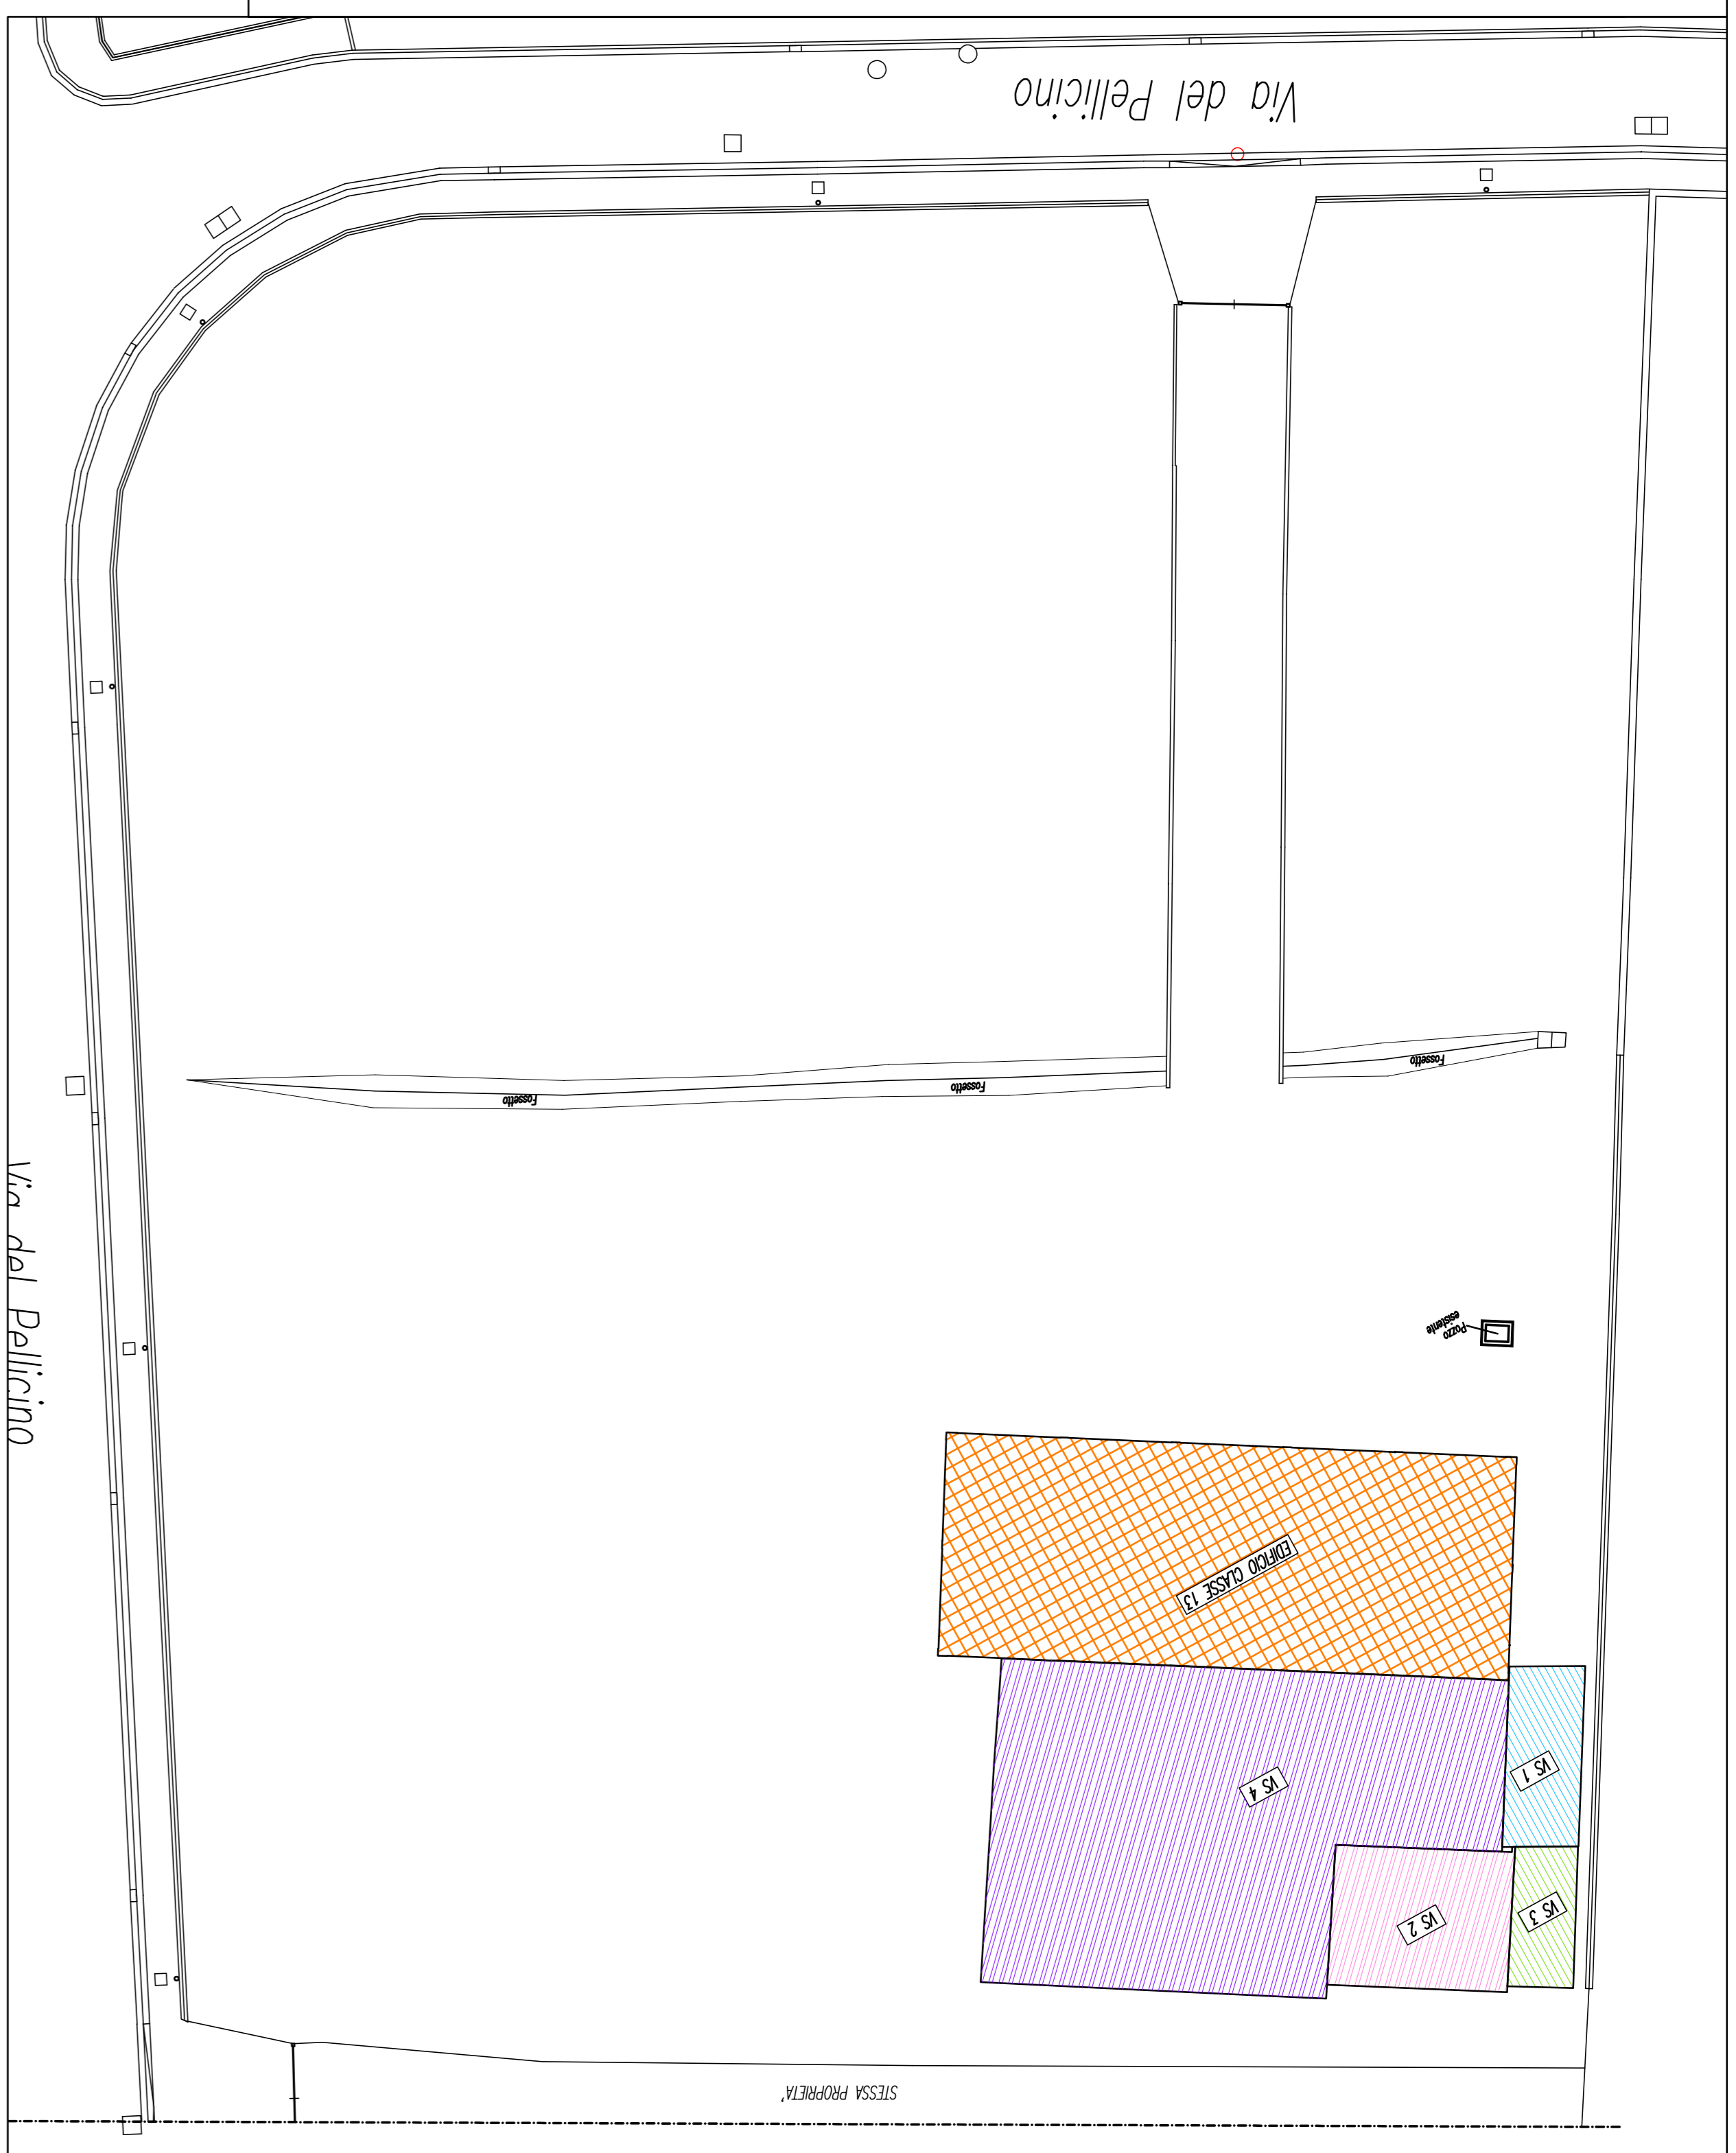 Via del Pellicino
Fossetto
Fossetto
Fossetto
Via del Pellicino
Pozzo
esistente
EDIFICIO CLASSE 13
VS 1
VS 4
VS 3
VS 2
STESSA PROPRIETA'